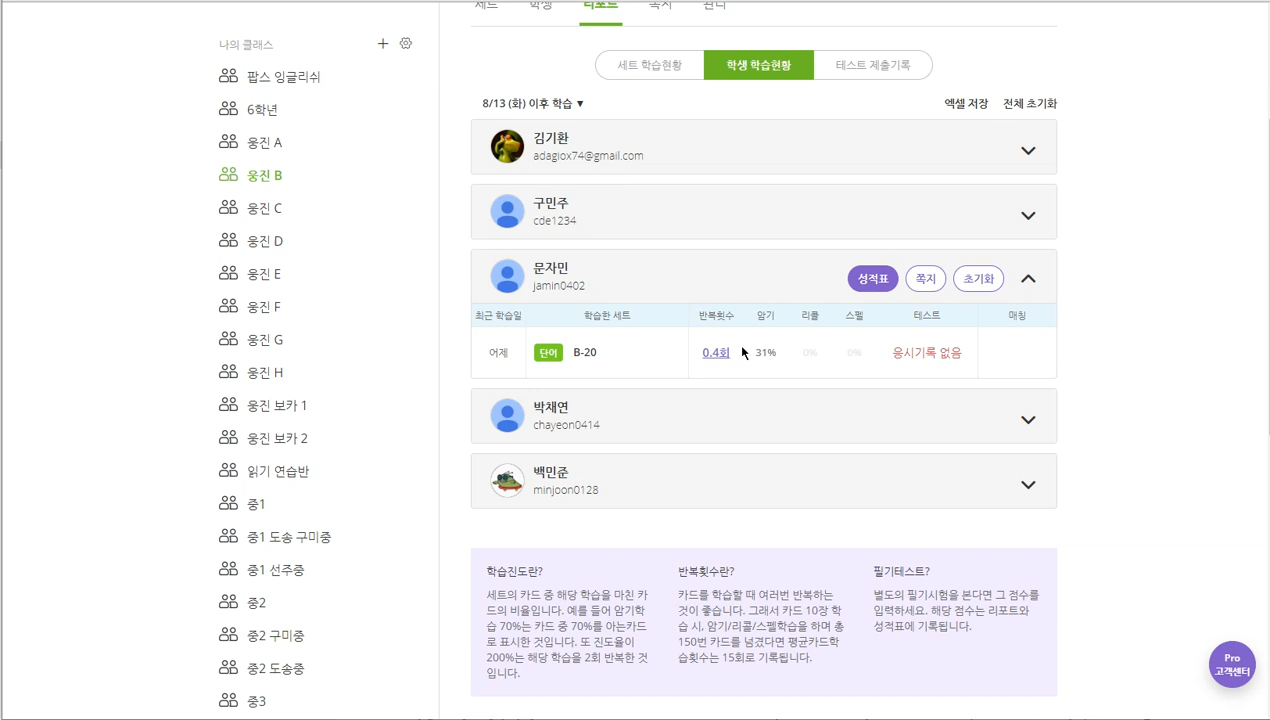 세트 학생 리포트 쪽지 관리
나의 클래스
팝스 잉글리쉬
6학년
웅진 A
웅진 B
웅진 C
웅진 D
웅진 E
웅진 F
웅진 G
웅진 H
웅진 보카 1
웅진 보카 2
읽기 연습반
중1
중1 도송 구미중
중1 선주중
중2
중2 구미중
중2 도송중
중3
세트 학습현황 학생 학습현황 테스트 제출기록
8/13 (화) 이후 학습 ▼ 엑셀 저장 전체 초기화
김기환
adagiox74@gmail.com
구민주
cde1234
문자민
jamin0402
성적표 쪽지 초기화
최근 학습일 학습한 세트 반복횟수 암기 리콜 스펠 테스트 매칭
어제 단어 B-20 0.4회 31% 0% 0% 응시기록 없음
박채연
chayeon0414
백민준
minjoon0128
학습진도란?
세트의 카드 중 해당 학습을 마친 카
드의 비율입니다. 예를 들어 암기학
습 70%는 카드 중 70%를 아는카드
로 표시한 것입니다. 또 진도율이
200%는 해당 학습을 2회 반복한 것
입니다.
반복횟수란?
카드를 학습할 때 여러번 반복하는
것이 좋습니다. 그래서 카드 10장 학
습 시, 암기/리콜/스펠학습을 하며 총
150번 카드를 넘겼다면 평균카드학
습횟수는 15회로 기록됩니다.
필기테스트?
별도의 필기시험을 본다면 그 점수를
입력하세요. 해당 점수는 리포트와
성적표에 기록됩니다.
Pro
고객센터